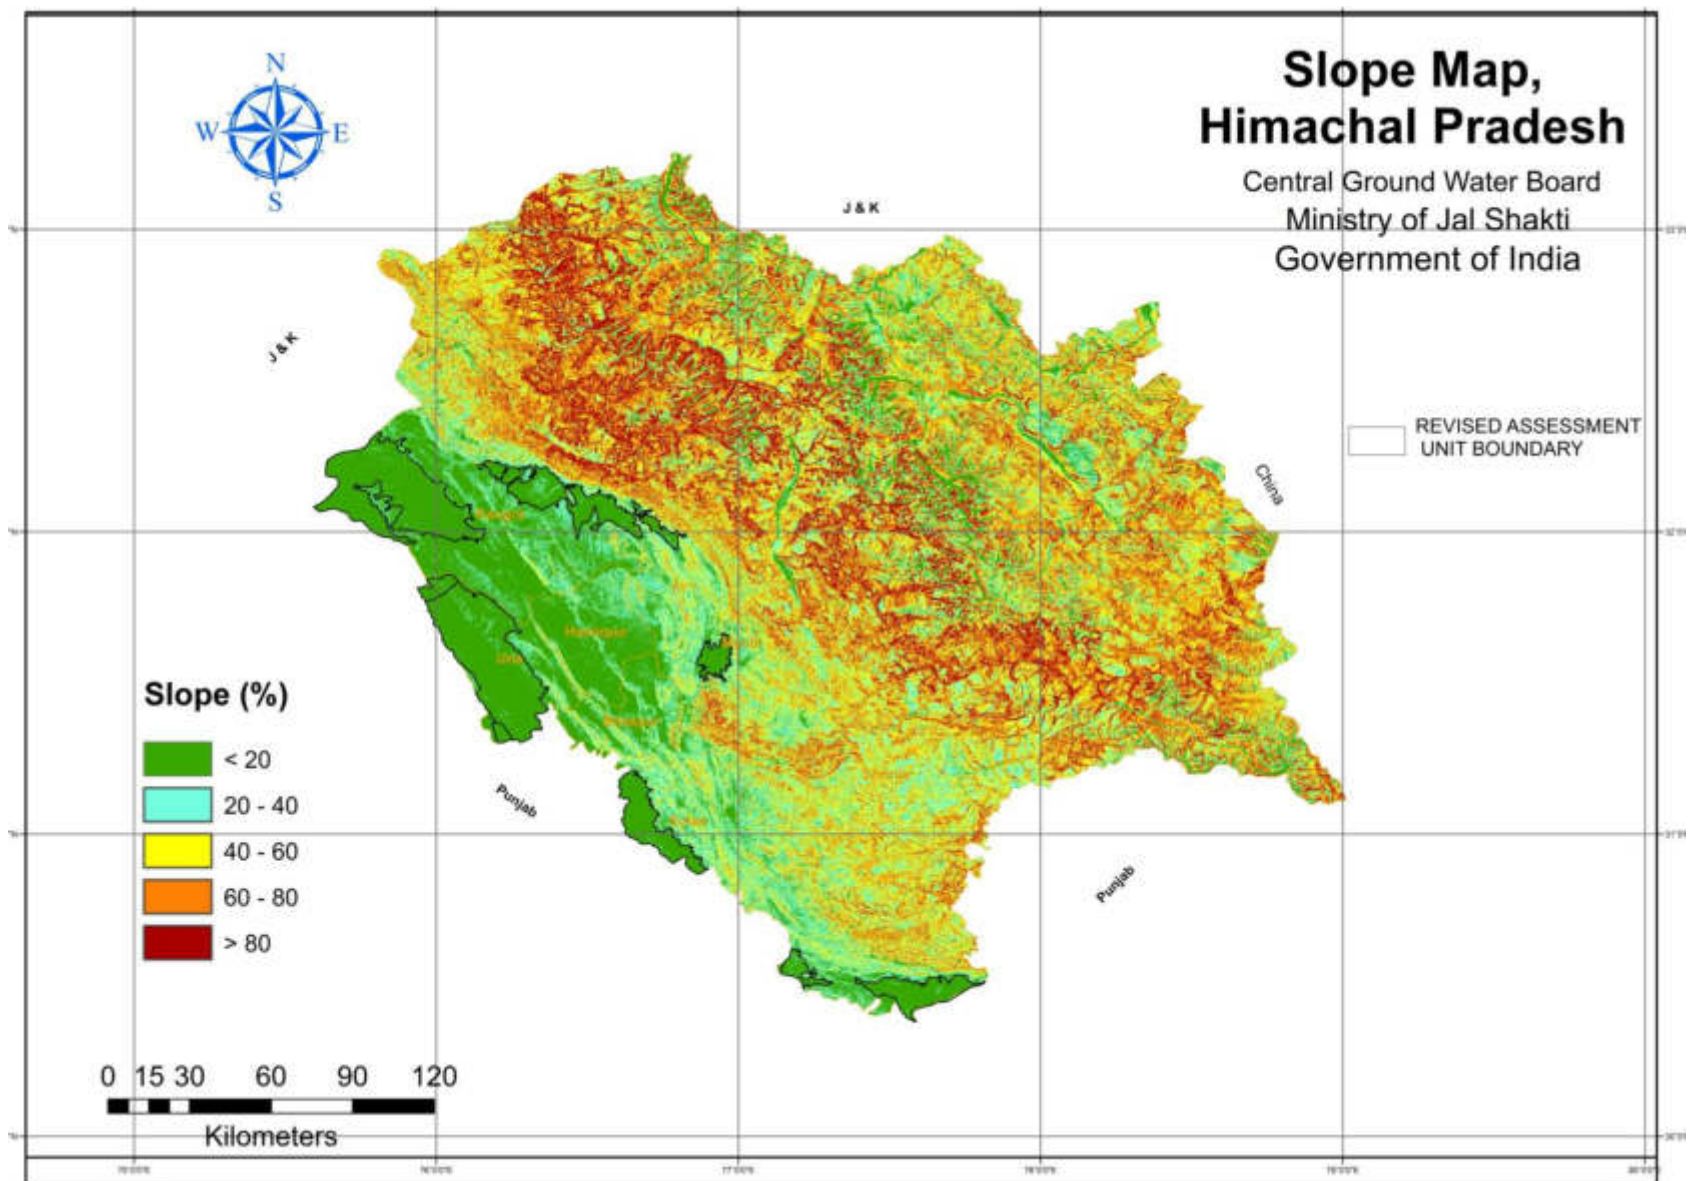 Slope Map,
Himachal Pradesh
Central Ground Water Board
Ministry of Jal Shakti
Government of India
N
W E
S
J & K
J & K
REVISED ASSESSMENT
UNIT BOUNDARY
China
Hamirpur
Una
Slope (%)
< 20
20 - 40
40 - 60
60 - 80
> 80
Punjab
Punjab
0 15 30 60 90 120
Kilometers